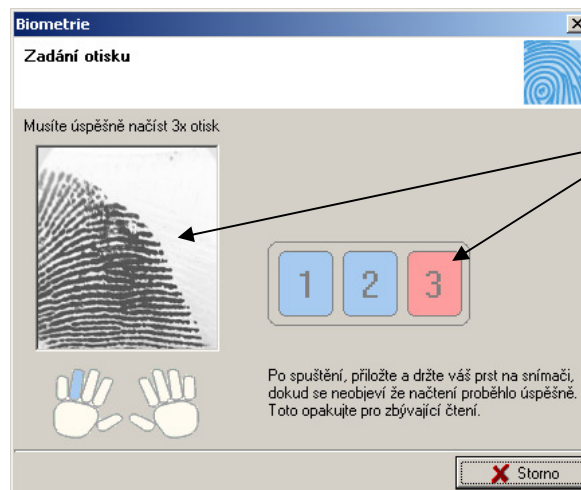 Biometrie
Zadání otisku
Musíte úspěšně načíst 3x otisk
1 2 3
Po spuštění, přiložte a držte váš prst na snímači,
dokud se neobjeví že načtení proběhlo úspěšně.
Toto opakujte pro zbývající čtení.
Storno